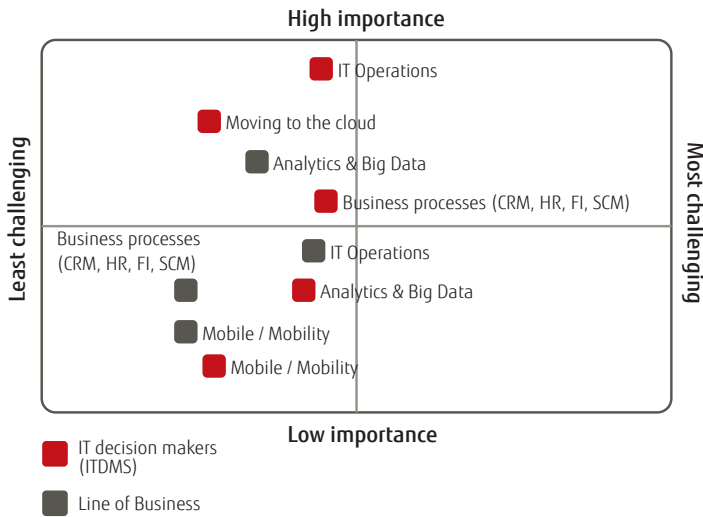 High importance
IT Operations
Moving to the cloud
Analytics & Big Data
Business processes (CRM, HR, FI, SCM)
Least challenging
Most challenging
Business processes
(CRM, HR, FI, SCM)
IT Operations
Analytics & Big Data
Mobile / Mobility
Mobile / Mobility
Low importance
IT decision makers
(ITDMS)
Line of Business